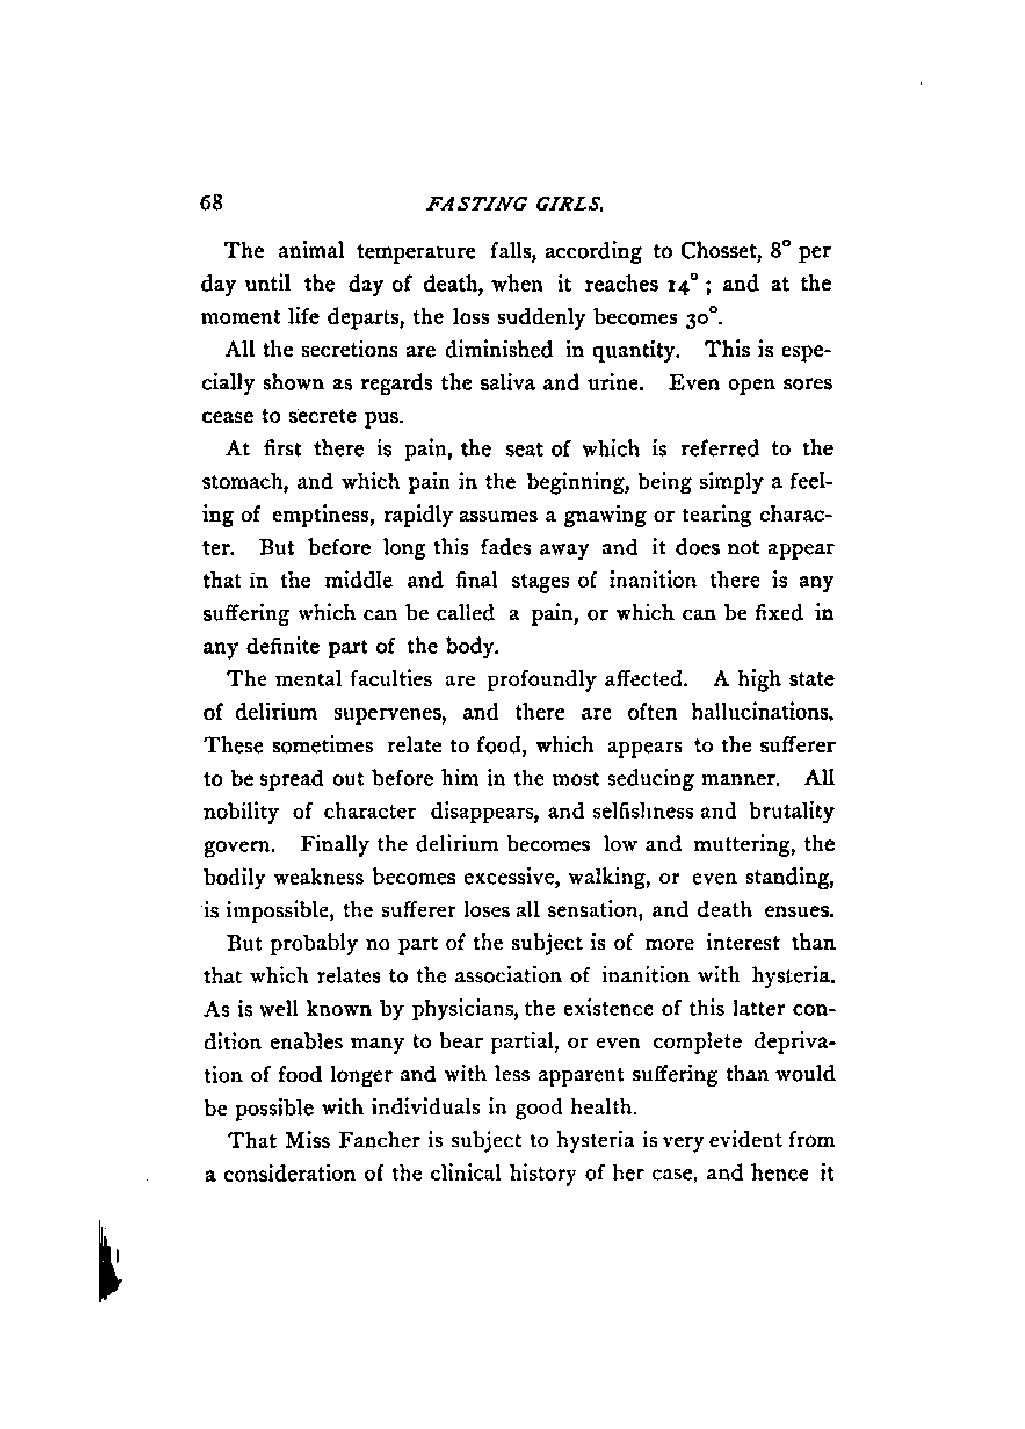 68 FASTING GIRLS.
The animal temperature falls, according to Chosset, 8° per
day until the day of death, when it reaches 14°; and at the
moment life departs, the loss suddenly becomes 30°.
All the secretions are diminished in quantity. This is espe-
cially shown as regards the saliva and urine. Even open sores
cease to secrete pus.
At first there is pain, the seat of which is referred to the
stomach, and which pain in the beginning, being simply a feel-
ing of emptiness, rapidly assumes a gnawing or tearing charac-
ter. But before long this fades away and it does not appear
that in the middle and final stages of inanition there is any
suffering which can be called a pain, or which can be fixed in
any definite part of the body.
The mental faculties are profoundly affected. A high state
of delirium supervenes, and there are often hallucinations.
These sometimes relate to food, which appears to the sufferer
to be spread out before him in the most seducing manner. All
nobility of character disappears, and selfishness and brutality
govern. Finally the delirium becomes low and muttering, the
bodily weakness becomes excessive, walking, or even standing,
is impossible, the sufferer loses all sensation, and death ensues.
But probably no part of the subject is of more interest than
that which relates to the association of inanition with hysteria.
As is well known by physicians, the existence of this latter con-
dition enables many to bear partial, or even complete depriva-
tion of food longer and with less apparent suffering than would
be possible with individuals in good health.
That Miss Fancher is subject to hysteria is very evident from
a consideration of the clinical history of her case, and hence it